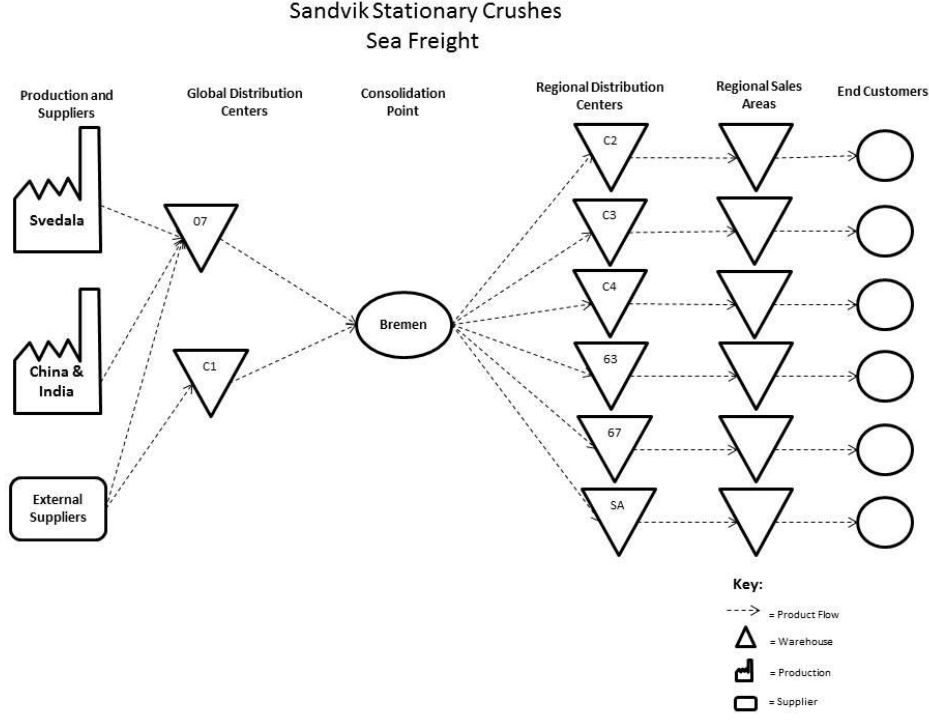 Sandvik Stationary Crushes
Sea Freight
Production and
Suppliers
Global Distribution
Centers
Consolidation
Point
Regional Distribution
Centers
Regional Sales
Areas
End Customers
Svedala
07
C2
C3
C4
China &
India
C1
Bremen
63
67
SA
External
Suppliers
Key:
= Product Flow
= Warehouse
= Production
= Supplier